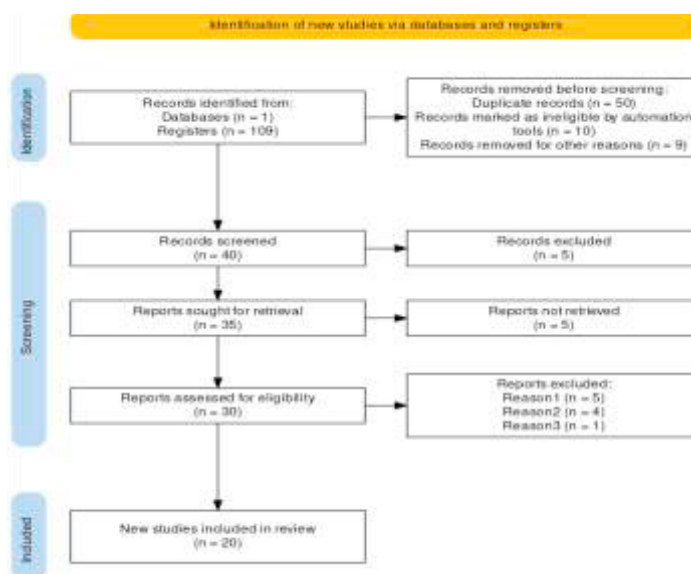 Identification of new studies via databases and registers
Identification
Records identified from:
Databases (n = 1)
Registers (n = 109)
Records removed before screening:
Duplicate records (n = 50)
Records marked as ineligible by automation
tools (n = 10)
Records removed for other reasons (n = 9)
Screening
Records screened
(n = 40)
Records excluded
(n = 5)
Reports sought for retrieval
(n = 35)
Reports not retrieved
(n = 5)
Reports assessed for eligibility
(n = 30)
Reports excluded:
Reason1 (n = 5)
Reason2 (n = 4)
Reason3 (n = 1)
Included
New studies included in review
(n = 20)